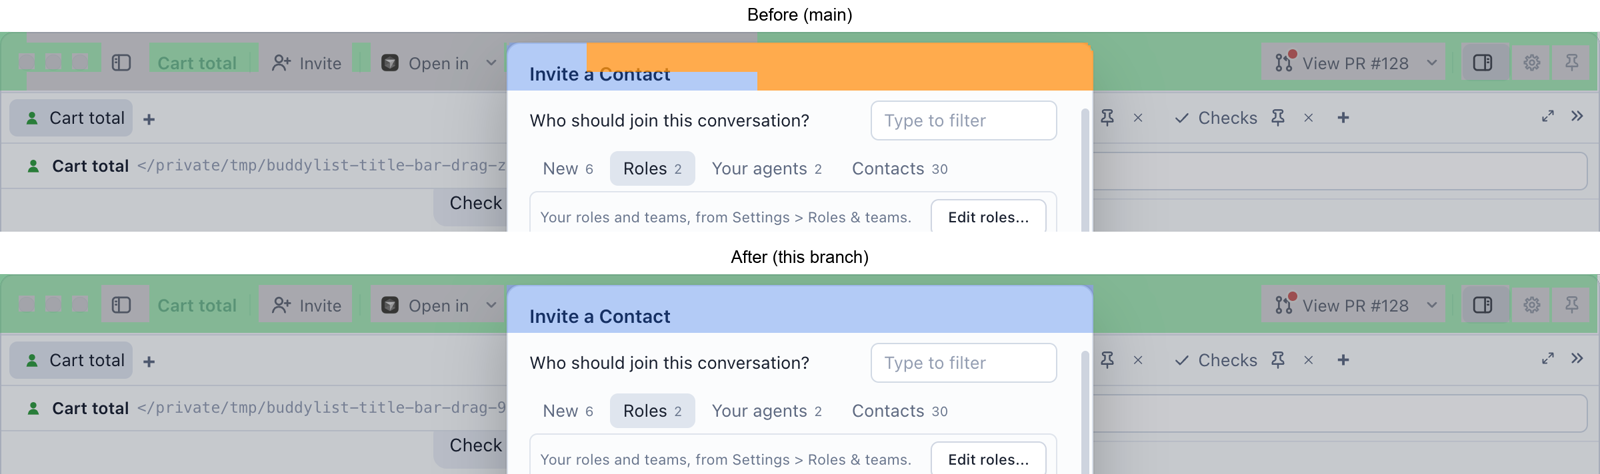 Before (main)
Cart total Invite Open in Invite a Contact View PR #128
Cart total + Who should join this conversation? Type to filter × Checks × +
Cart total </private/tmp/buddylist-title-bar-drag-z New 6 Roles 2 Your agents 2 Contacts 30
Check Your roles and teams, from Settings > Roles & teams. Edit roles...
After (this branch)
Cart total Invite Open in Invite a Contact View PR #128
Cart total + Who should join this conversation? Type to filter × Checks × +
Cart total </private/tmp/buddylist-title-bar-drag-9 New 6 Roles 2 Your agents 2 Contacts 30
Check Your roles and teams, from Settings > Roles & teams. Edit roles...